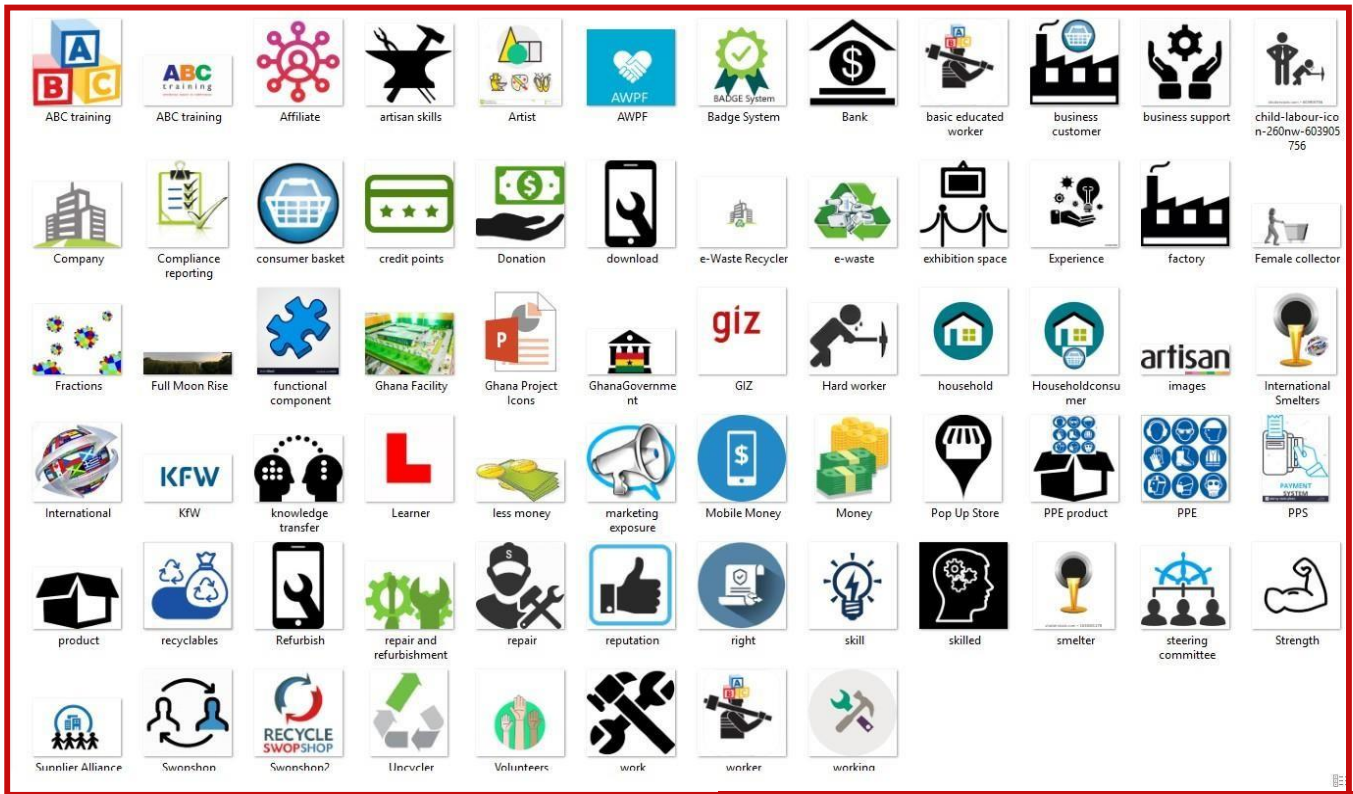 A
B C
ABC
training
AWPF
BADGE System
$
A
B C
ABC training
ABC training
Affiliate
artisan skills
Artist
AWPF
Badge System
Bank
basic educated
worker
business
customer
business support
child-labour-ico
n-260nw-603905
756
$
Company
Compliance
reporting
consumer basket
credit points
Donation
download
e-Waste Recycler
e-waste
exhibition space
Experience
factory
Female collector
P
giz
artisan
Fractions
Full Moon Rise
functional
component
Ghana Facility
Ghana Project
Icons
GhanaGovernme
nt
GIZ
Hard worker
household
Householdconsu
mer
images
International
Smelters
KFW
L
$
PAYMENT
SYSTEM
International
KfW
knowledge
transfer
Learner
less money
marketing
exposure
Mobile Money
Money
Pop Up Store
PPE product
PPE
PPS
S
product
recyclables
Refurbish
repair and
refurbishment
repair
reputation
right
skill
skilled
smelter
steering
committee
Strength
RECYCLE
SWOPSHOP
A
B C
Supplier Alliance
Swopshop
Swopshop2
Upcycler
Volunteers
work
worker
working